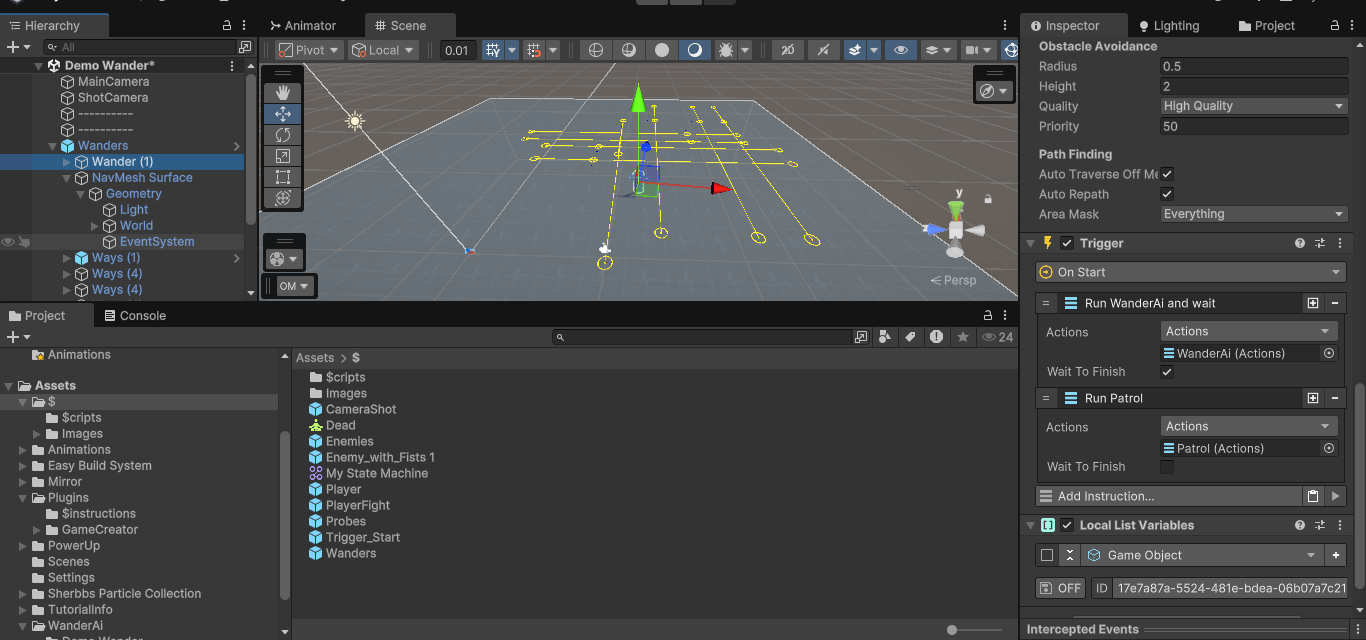 Hierarchy
All
Demo Wander*
MainCamera
ShotCamera
----------
----------
Wanders
Wander (1)
NavMesh Surface
Geometry
Light
World
EventSystem
Ways (1)
Ways (4)
Ways (4)
Animator
Scene
Pivot
Local
0.01
2D
y
Persp
OM
Project
Console
24
Animations
Assets
$
$cripts
Images
Animations
Easy Build System
Mirror
Plugins
$instructions
GameCreator
PowerUp
Scenes
Settings
Sherbbs Particle Collection
TutorialInfo
WanderAi
Demo Wander
Assets > $
$cripts
Images
CameraShot
Dead
Enemies
Enemy_with_Fists 1
My State Machine
Player
PlayerFight
Probes
Trigger_Start
Wanders
Inspector
Lighting
Project
Obstacle Avoidance
Radius 0.5
Height 2
Quality High Quality
Priority 50
Path Finding
Auto Traverse Off Me
Auto Repath
Area Mask Everything
Trigger
On Start
Run WanderAi and wait
Actions Actions
WanderAi (Actions)
Wait To Finish
Run Patrol
Actions Actions
Patrol (Actions)
Wait To Finish
Add Instruction...
Local List Variables
Game Object
OFF ID 17e7a87a-5524-481e-bdea-06b07a7c21
Intercepted Events